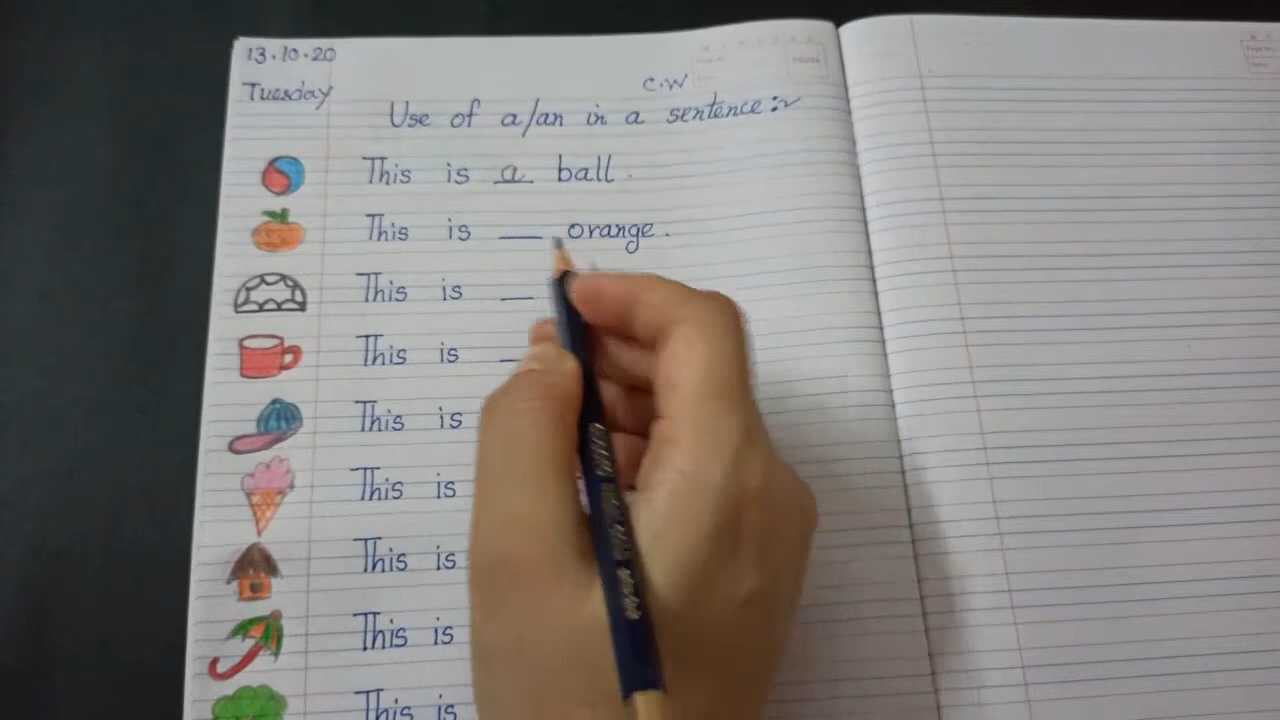 13.10.20
Tuesday
C.W
Use of a/an in a sentence :~
This is a ball.
This is __ orange.
This is __
This is __
This is
This is
This is
This is
This is